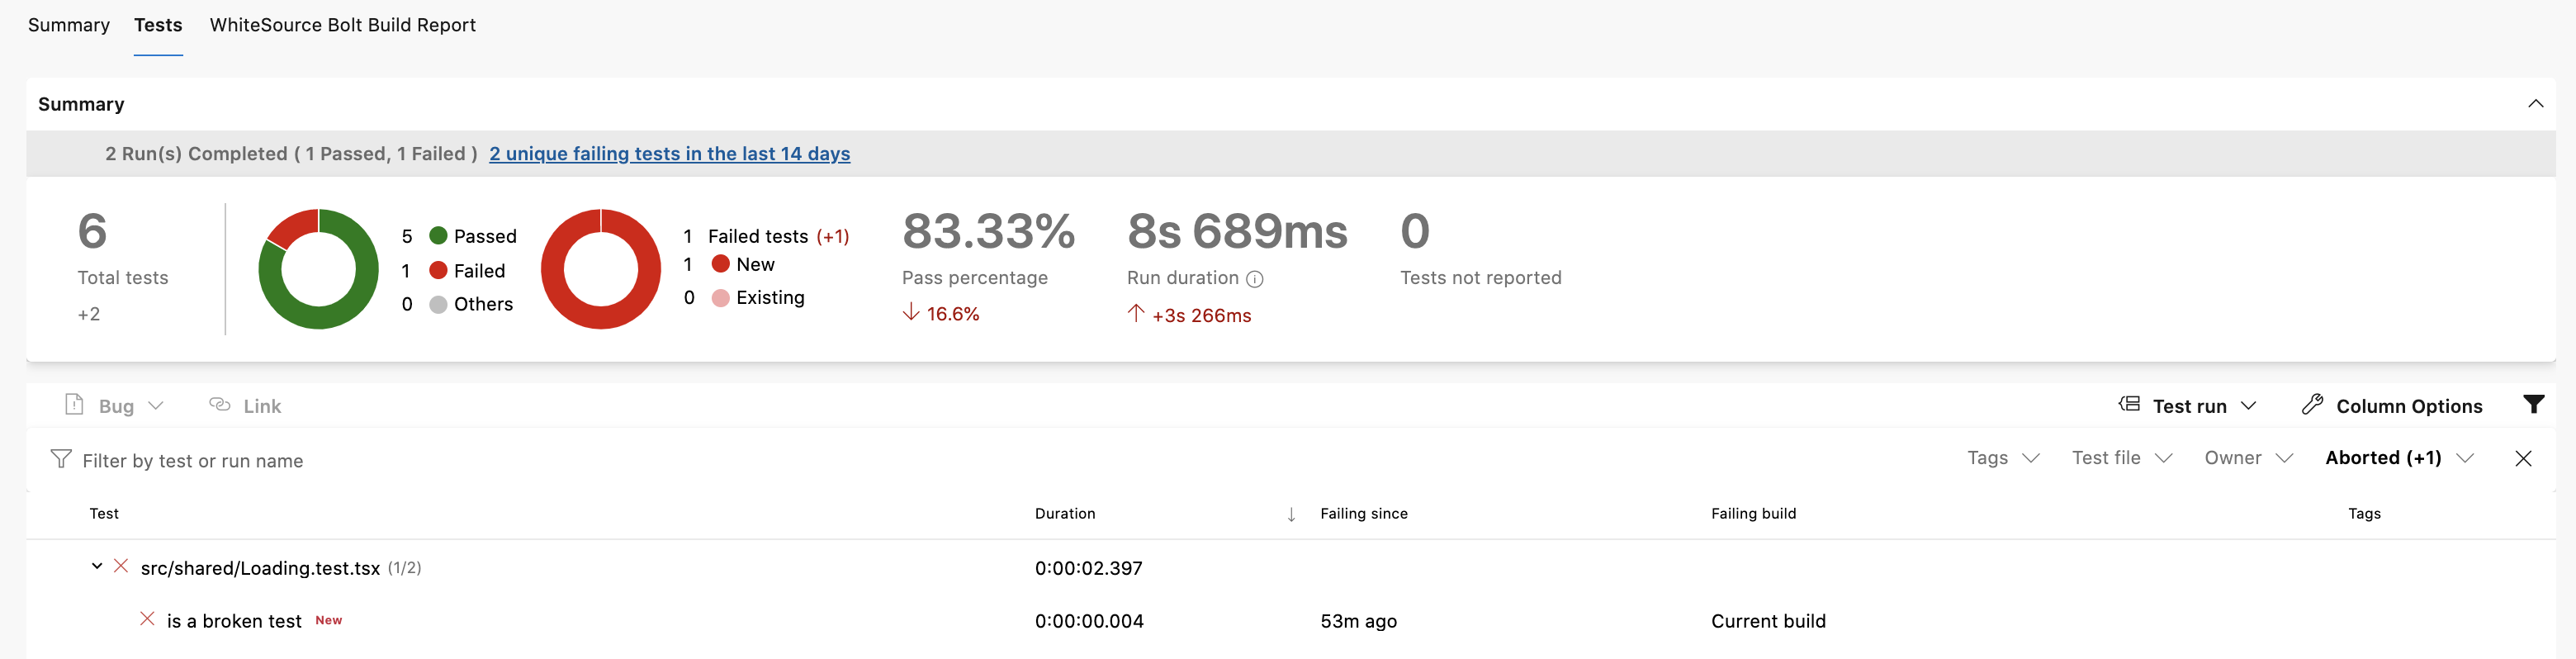 Summary Tests WhiteSource Bolt Build Report
Summary
2 Run(s) Completed ( 1 Passed, 1 Failed ) 2 unique failing tests in the last 14 days
6
Total tests
+2
5 Passed
1 Failed
0 Others
1 Failed tests (+1)
1 New
0 Existing
83.33%
Pass percentage
↓ 16.6%
8s 689ms
Run duration
↑ +3s 266ms
0
Tests not reported
Bug Link Test run Column Options
Filter by test or run name Tags Test file Owner Aborted (+1)
Test Duration ↓ Failing since Failing build Tags
src/shared/Loading.test.tsx (1/2) 0:00:02.397
is a broken test New 0:00:00.004 53m ago Current build